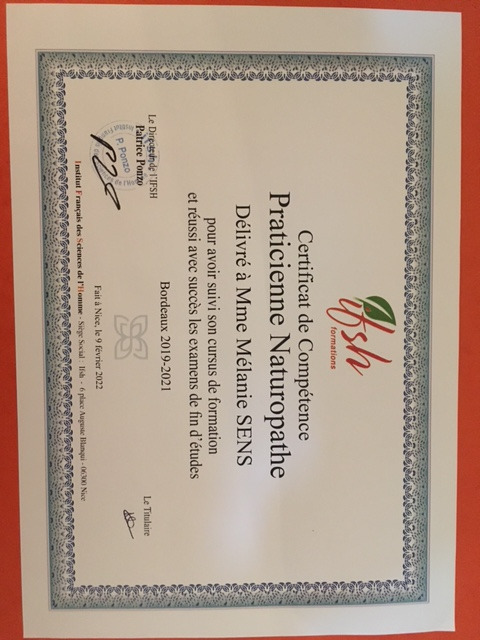 ifsh
formations
Certificat de Compétence
Praticienne Naturopathe
Délivré à Mme Mélanie SENS
pour avoir suivi son cursus de formation
et réussi avec succès les examens de fin d'études
Bordeaux 2019-2021
Le Directeur de l'IFSH
Patrice Ponzo
P. Ponzo
Le Titulaire
Fait à Nice, le 9 février 2022
Institut Français des Sciences de l'Homme - Siège Social : Ifsh - 6 place Auguste Blanqui - 06300 Nice